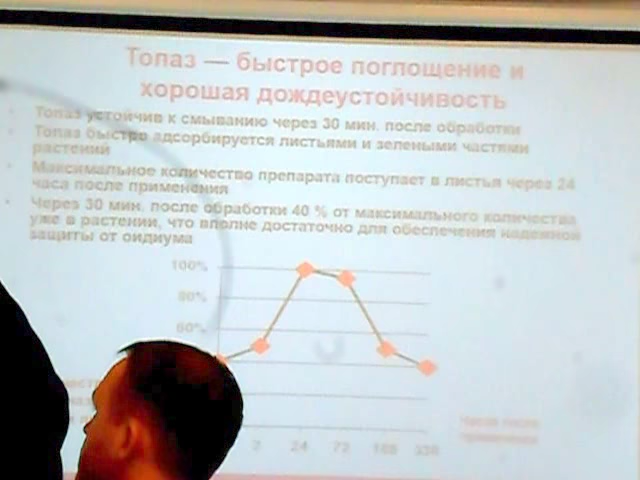 Топаз — быстрое поглощение и
хорошая дождеустойчивость
Топаз устойчив к смыванию через 30 мин. после обработки
Топаз быстро адсорбируется листьями и зелеными частями
растений
Максимальное количество препарата поступает в листья через 24
часа после применения
Через 30 мин. после обработки 40 % от максимального количества
уже в растении, что вполне достаточно для обеспечения надежной
защиты от оидиума
100%
80%
60%
2 24 72 168 336
Часов после
применения